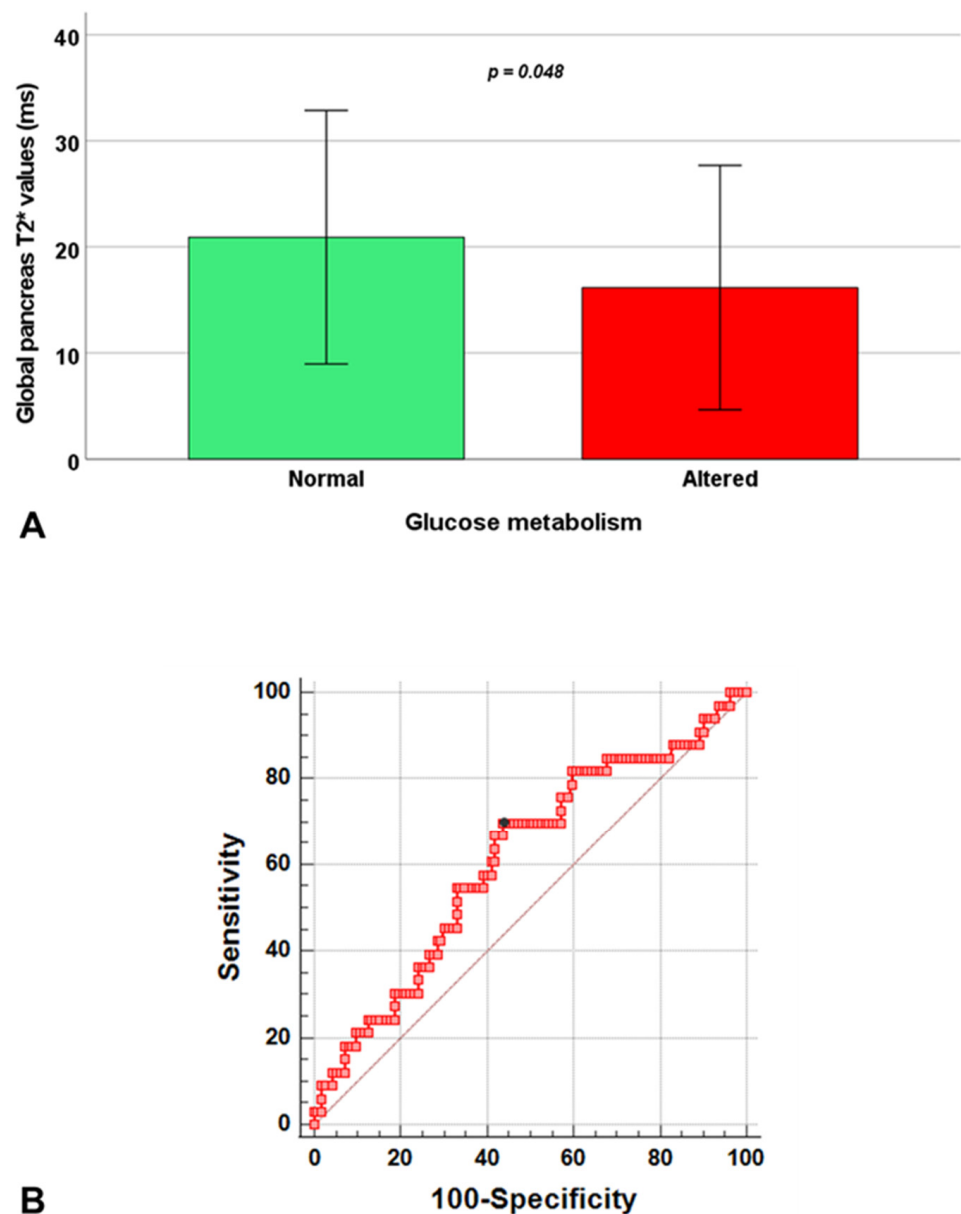 40
p = 0.048
30
20
10
0
Global pancreas T2* values (ms)
Normal
Altered
Glucose metabolism
A
100
80
60
40
20
0
Sensitivity
0 20 40 60 80 100
100-Specificity
B